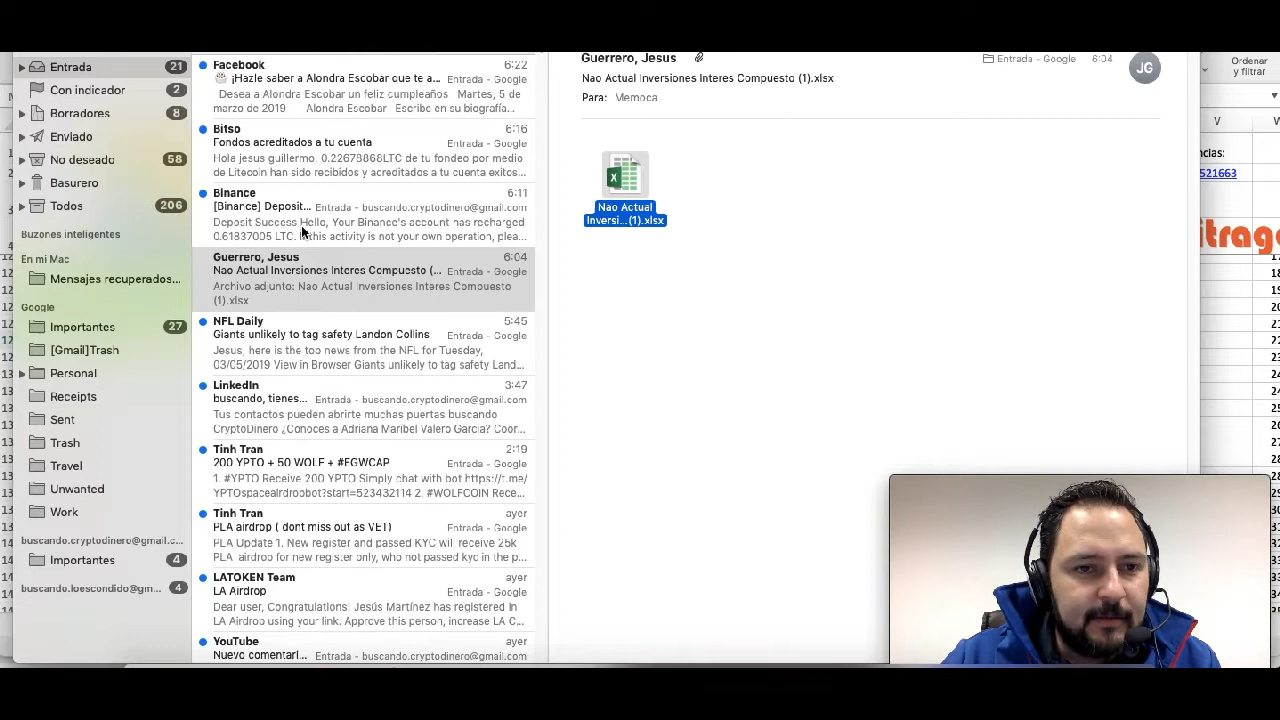 Entrada 21
Con indicador 2
Borradores 8
Enviado
No deseado 58
Basurero
Todos 206
Buzones inteligentes
En mi Mac
Mensajes recuperados...
Google
Importantes 27
[Gmail]Trash
Personal
Receipts
Sent
Trash
Travel
Unwanted
Work
buscando.cryptodinero@gmail.c...
Importantes 4
buscando.loescondido@gm... 4
Facebook 6:22
¡Hazle saber a Alondra Escobar que te a... Entrada - Google
Desea a Alondra Escobar un feliz cumpleaños Martes, 5 de
marzo de 2019 Alondra Escobar Escribe en su biografía...
Bitso 6:16
Fondos acreditados a tu cuenta Entrada - Google
Hola jesus guillermo, 0.22678868LTC de tu fondeo por medio
de Litecoin han sido recibidos y acreditados a tu cuenta exitos...
Binance 6:11
[Binance] Deposit... Entrada - buscando.cryptodinero@gmail.com
Deposit Success Hello, Your Binance's account has recharged
0.61837005 LTC. If this activity is not your own operation, plea...
Guerrero, Jesus 6:04
Nao Actual Inversiones Interes Compuesto (... Entrada - Google
Archivo adjunto: Nao Actual Inversiones Interes Compuesto
(1).xlsx
NFL Daily 5:45
Giants unlikely to tag safety Landon Collins Entrada - Google
Jesus, here is the top news from the NFL for Tuesday,
03/05/2019 View in Browser Giants unlikely to tag safety Land...
LinkedIn 3:47
buscando, tienes... Entrada - buscando.cryptodinero@gmail.com
Tus contactos pueden abrirte muchas puertas buscando
CryptoDinero ¿Conoces a Adriana Maribel Valero Garcia? Coor...
Tinh Tran 2:19
200 YPTO + 50 WOLF + #EGWCAP Entrada - Google
1. #YPTO Receive 200 YPTO Simply chat with bot https://t.me/
YPTOspaceairdroobot?start=523432114 2. #WOLFCOIN Rece...
Tinh Tran ayer
PLA airdrop ( dont miss out as VET) Entrada - Google
PLA Update 1. New register and passed KYC will receive 25k
PLA airdrop for new register only, who not passed kyc in the p...
LATOKEN Team ayer
LA Airdrop Entrada - Google
Dear user, Congratulations! Jesús Martínez has registered in
LA Airdrop using your link. Approve this person, increase LA C...
YouTube ayer
Nuevo comentari... Entrada - buscando.cryptodinero@gmail.com
Guerrero, Jesus Entrada - Google 6:04
JG
Nao Actual Inversiones Interes Compuesto (1).xlsx
Para: Memoca
Nao Actual
Inversi...(1).xlsx
Ordenar
y filtrar
V
521663